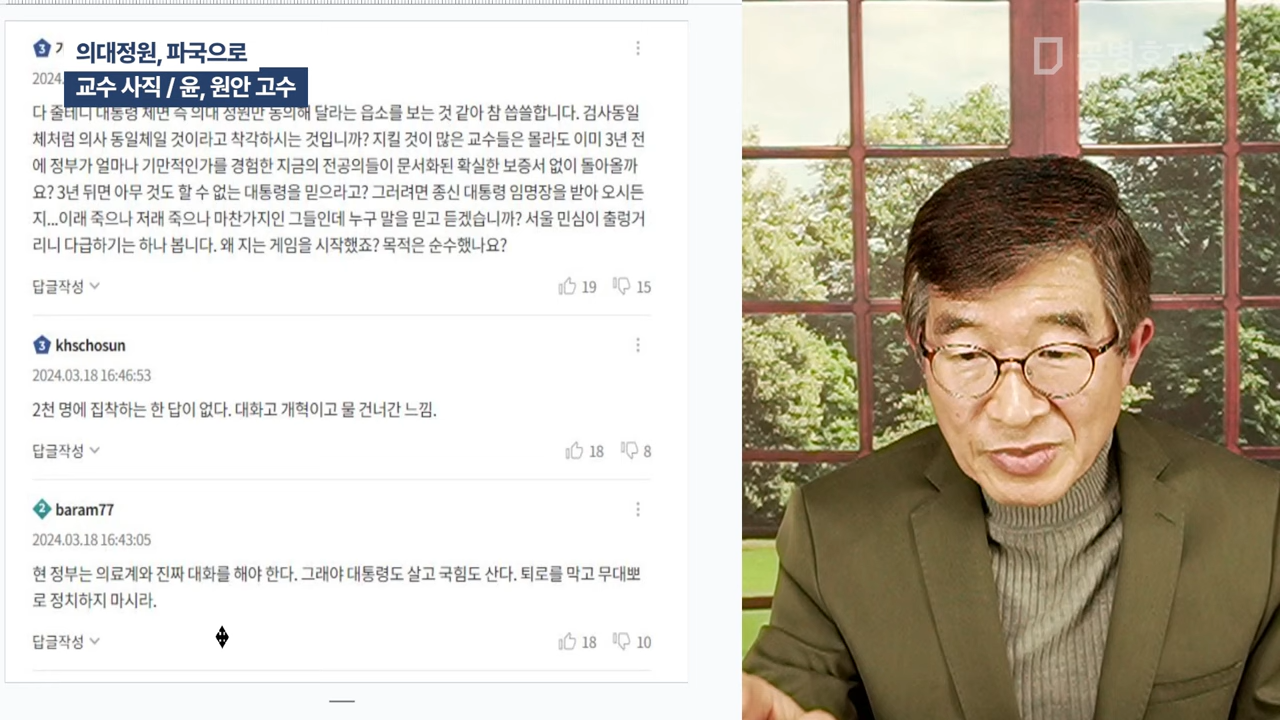 의대정원, 파국으로
교수 사직 / 윤, 원안 고수
3
2024.
다 줄테니 대통령 체면 즉 의대 정원만 동의해 달라는 읍소를 보는 것 같아 참 씁쓸합니다. 검사동일
체처럼 의사 동일체일 것이라고 착각하시는 것입니까? 지킬 것이 많은 교수들은 몰라도 이미 3년 전
에 정부가 얼마나 기만적인가를 경험한 지금의 전공의들이 문서화된 확실한 보증서 없이 돌아올까
요? 3년 뒤면 아무 것도 할 수 없는 대통령을 믿으라고? 그러려면 종신 대통령 임명장을 받아 오시든
지...이래 죽으나 저래 죽으나 마찬가지인 그들인데 누구 말을 믿고 듣겠습니까? 서울 민심이 출렁거
리니 다급하기는 하나 봅니다. 왜 지는 게임을 시작했죠? 목적은 순수했나요?
답글작성 19 15
3 khschosun
2024.03.18 16:46:53
2천 명에 집착하는 한 답이 없다. 대화고 개혁이고 물 건너간 느낌.
답글작성 18 8
2 baram77
2024.03.18 16:43:05
현 정부는 의료계와 진짜 대화를 해야 한다. 그래야 대통령도 살고 국힘도 산다. 퇴로를 막고 무대뽀
로 정치하지 마시라.
답글작성 18 10